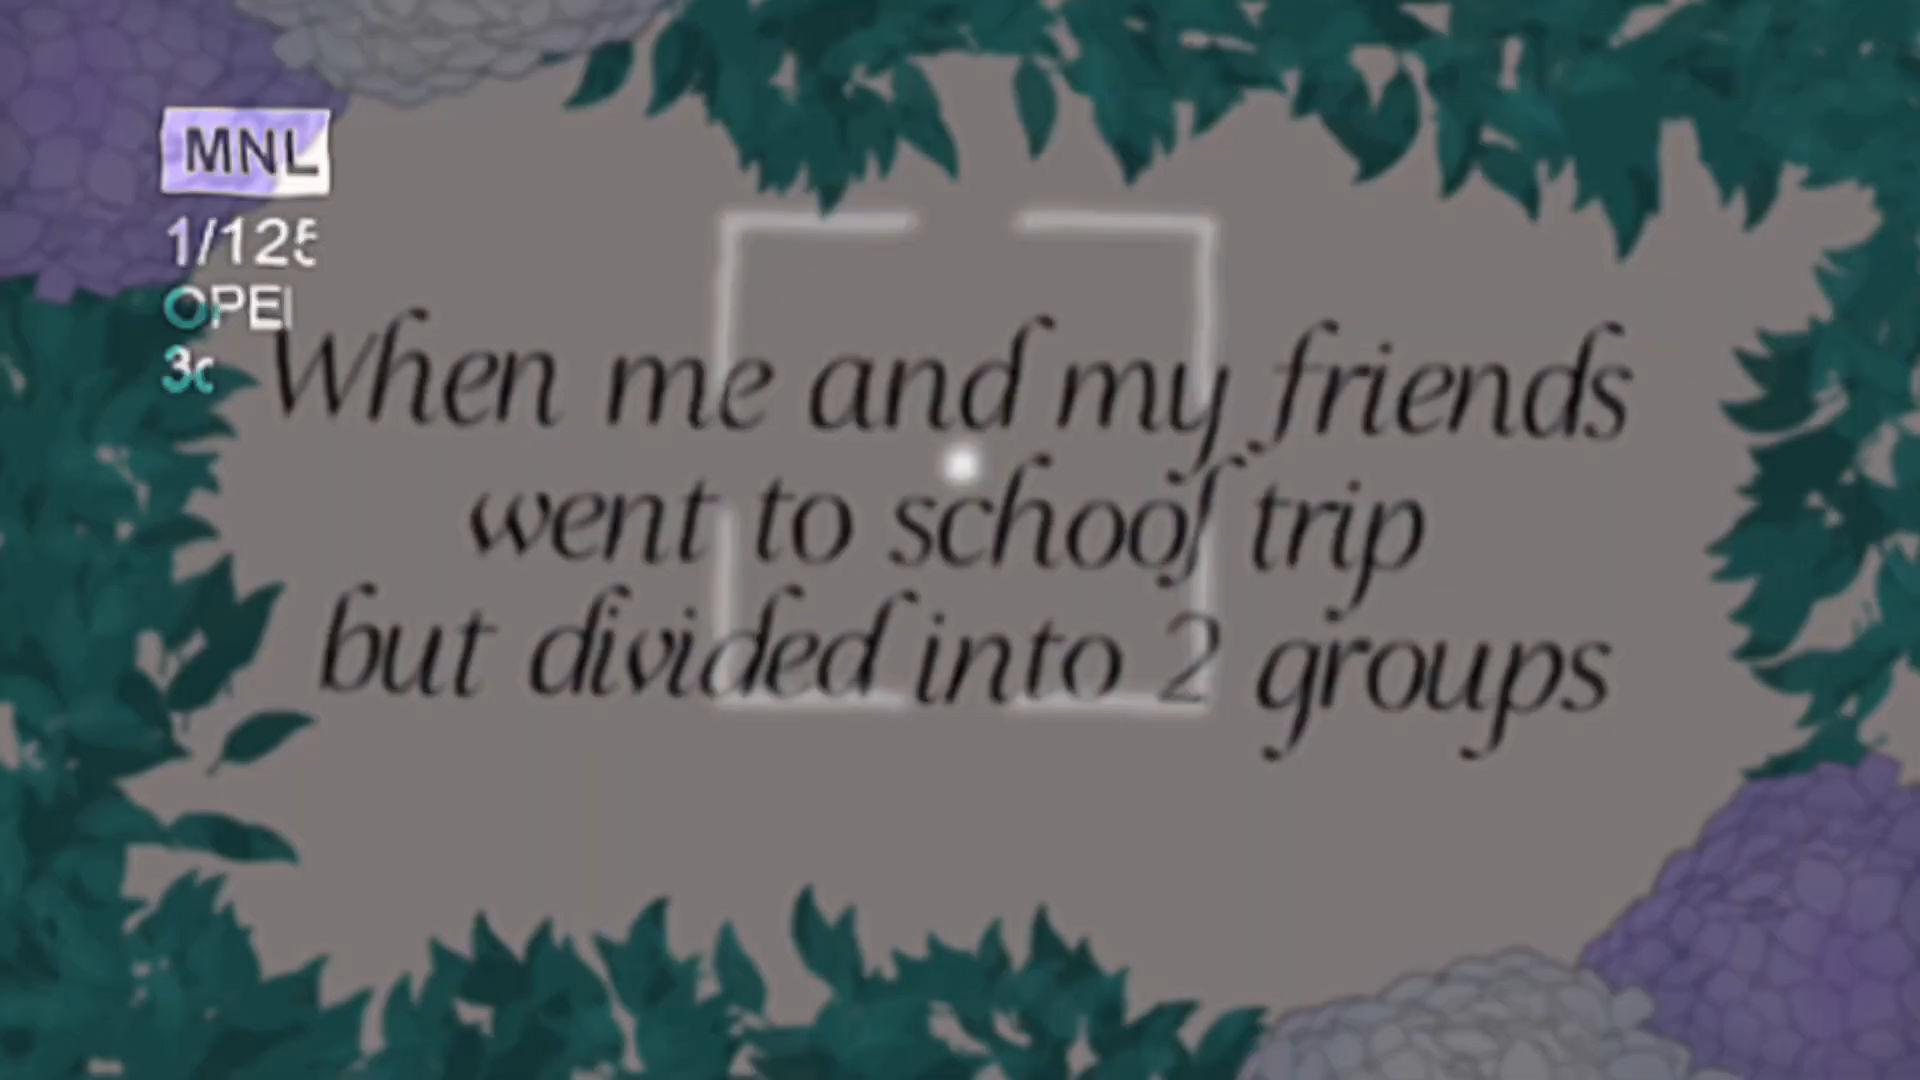 MNL
1/125
When me and my friends
went to school trip
but divided into 2 groups